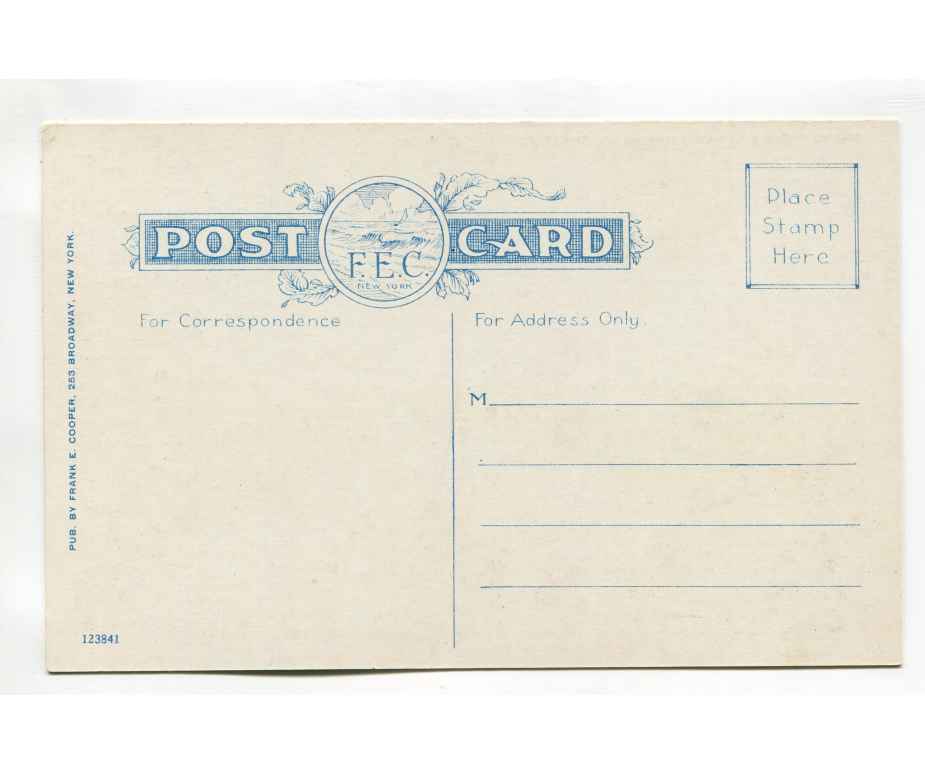 POST CARD
F.E.C.
NEW YORK
Place
Stamp
Here
For Correspondence
For Address Only.
M
PUB. BY FRANK E. COOPER, 253 BROADWAY, NEW YORK.
123841